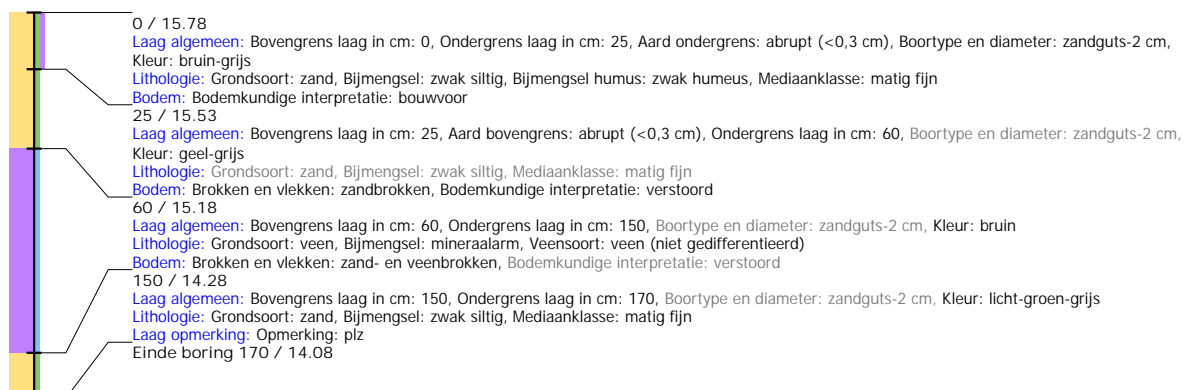 0 / 15.78
Laag algemeen: Bovengrens laag in cm: 0, Ondergrens laag in cm: 25, Aard ondergrens: abrupt (<0,3 cm), Boortype en diameter: zandguts-2 cm,
Kleur: bruin-grijs
Lithologie: Grondsoort: zand, Bijmengsel: zwak siltig, Bijmengsel humus: zwak humeus, Mediaanklasse: matig fijn
Bodem: Bodemkundige interpretatie: bouwvoor
25 / 15.53
Laag algemeen: Bovengrens laag in cm: 25, Aard bovengrens: abrupt (<0,3 cm), Ondergrens laag in cm: 60, Boortype en diameter: zandguts-2 cm,
Kleur: geel-grijs
Lithologie: Grondsoort: zand, Bijmengsel: zwak siltig, Mediaanklasse: matig fijn
Bodem: Brokken en vlekken: zandbrokken, Bodemkundige interpretatie: verstoord
60 / 15.18
Laag algemeen: Bovengrens laag in cm: 60, Ondergrens laag in cm: 150, Boortype en diameter: zandguts-2 cm, Kleur: bruin
Lithologie: Grondsoort: veen, Bijmengsel: mineraalarm, Veensoort: veen (niet gedifferentieerd)
Bodem: Brokken en vlekken: zand- en veenbrokken, Bodemkundige interpretatie: verstoord
150 / 14.28
Laag algemeen: Bovengrens laag in cm: 150, Ondergrens laag in cm: 170, Boortype en diameter: zandguts-2 cm, Kleur: licht-groen-grijs
Lithologie: Grondsoort: zand, Bijmengsel: zwak siltig, Mediaanklasse: matig fijn
Laag opmerking: Opmerking: plz
Einde boring 170 / 14.08